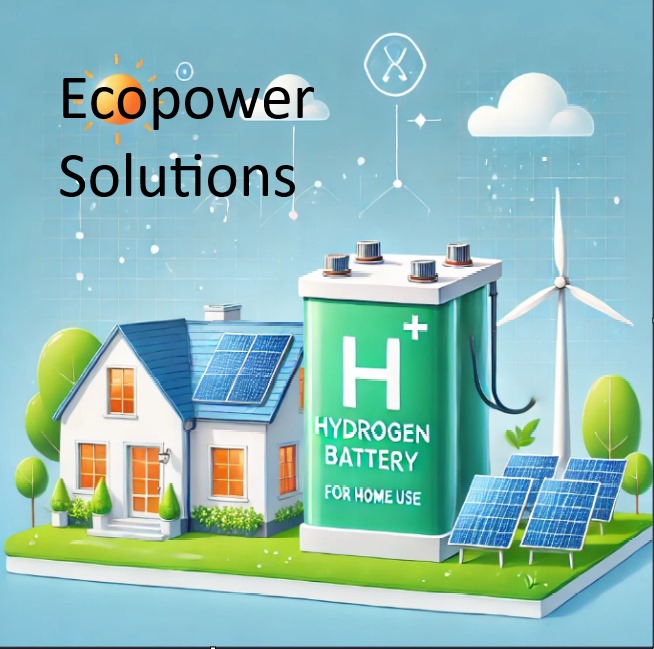 Ecopower
Solutions
H+
HYDROGEN
BATTERY
FOR HOME USE